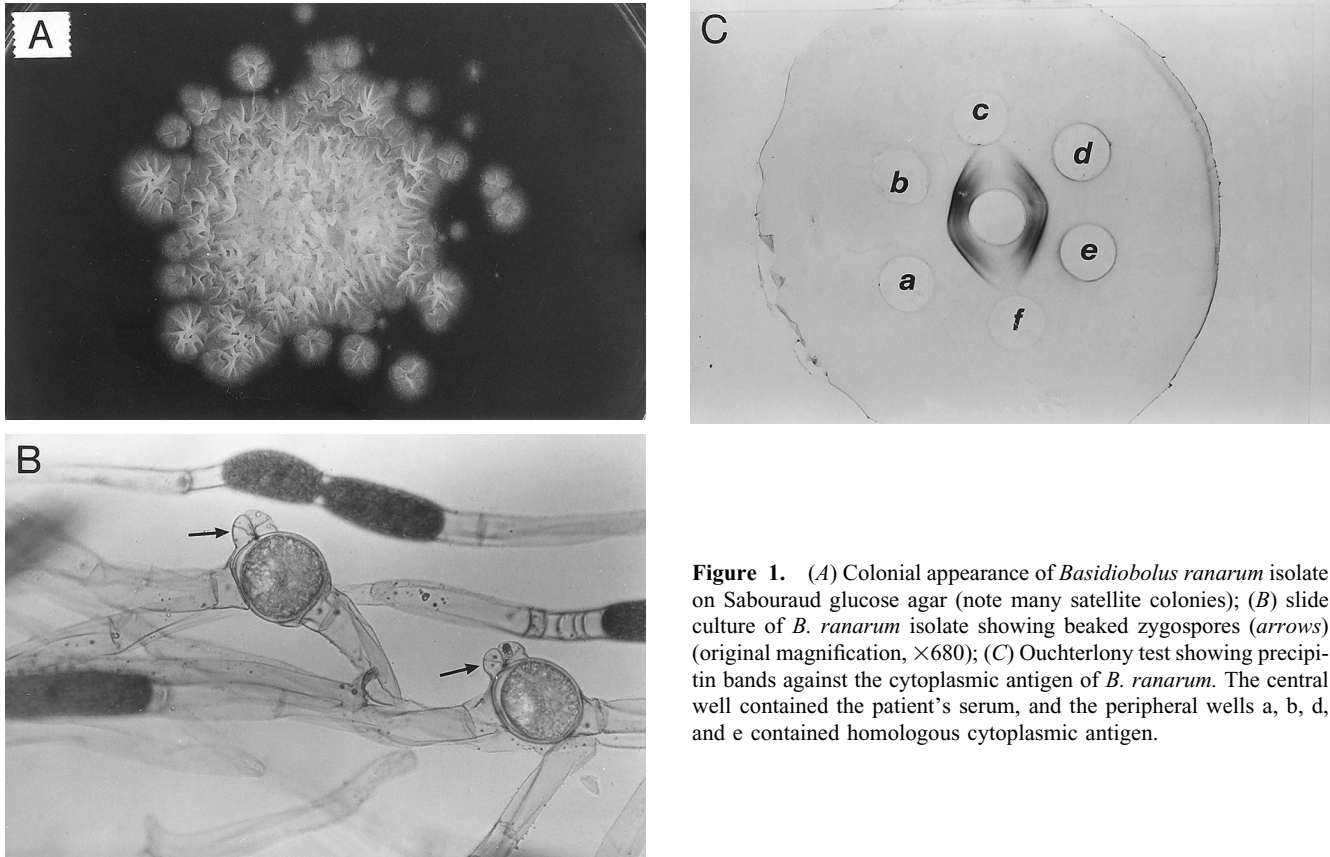 A
C
c
d
b
e
a
f
B
Figure 1. (A) Colonial appearance of Basidiobolus ranarum isolate
on Sabouraud glucose agar (note many satellite colonies); (B) slide
culture of B. ranarum isolate showing beaked zygospores (arrows)
(original magnification, ×680); (C) Ouchterlony test showing precipi-
tin bands against the cytoplasmic antigen of B. ranarum. The central
well contained the patient's serum, and the peripheral wells a, b, d,
and e contained homologous cytoplasmic antigen.